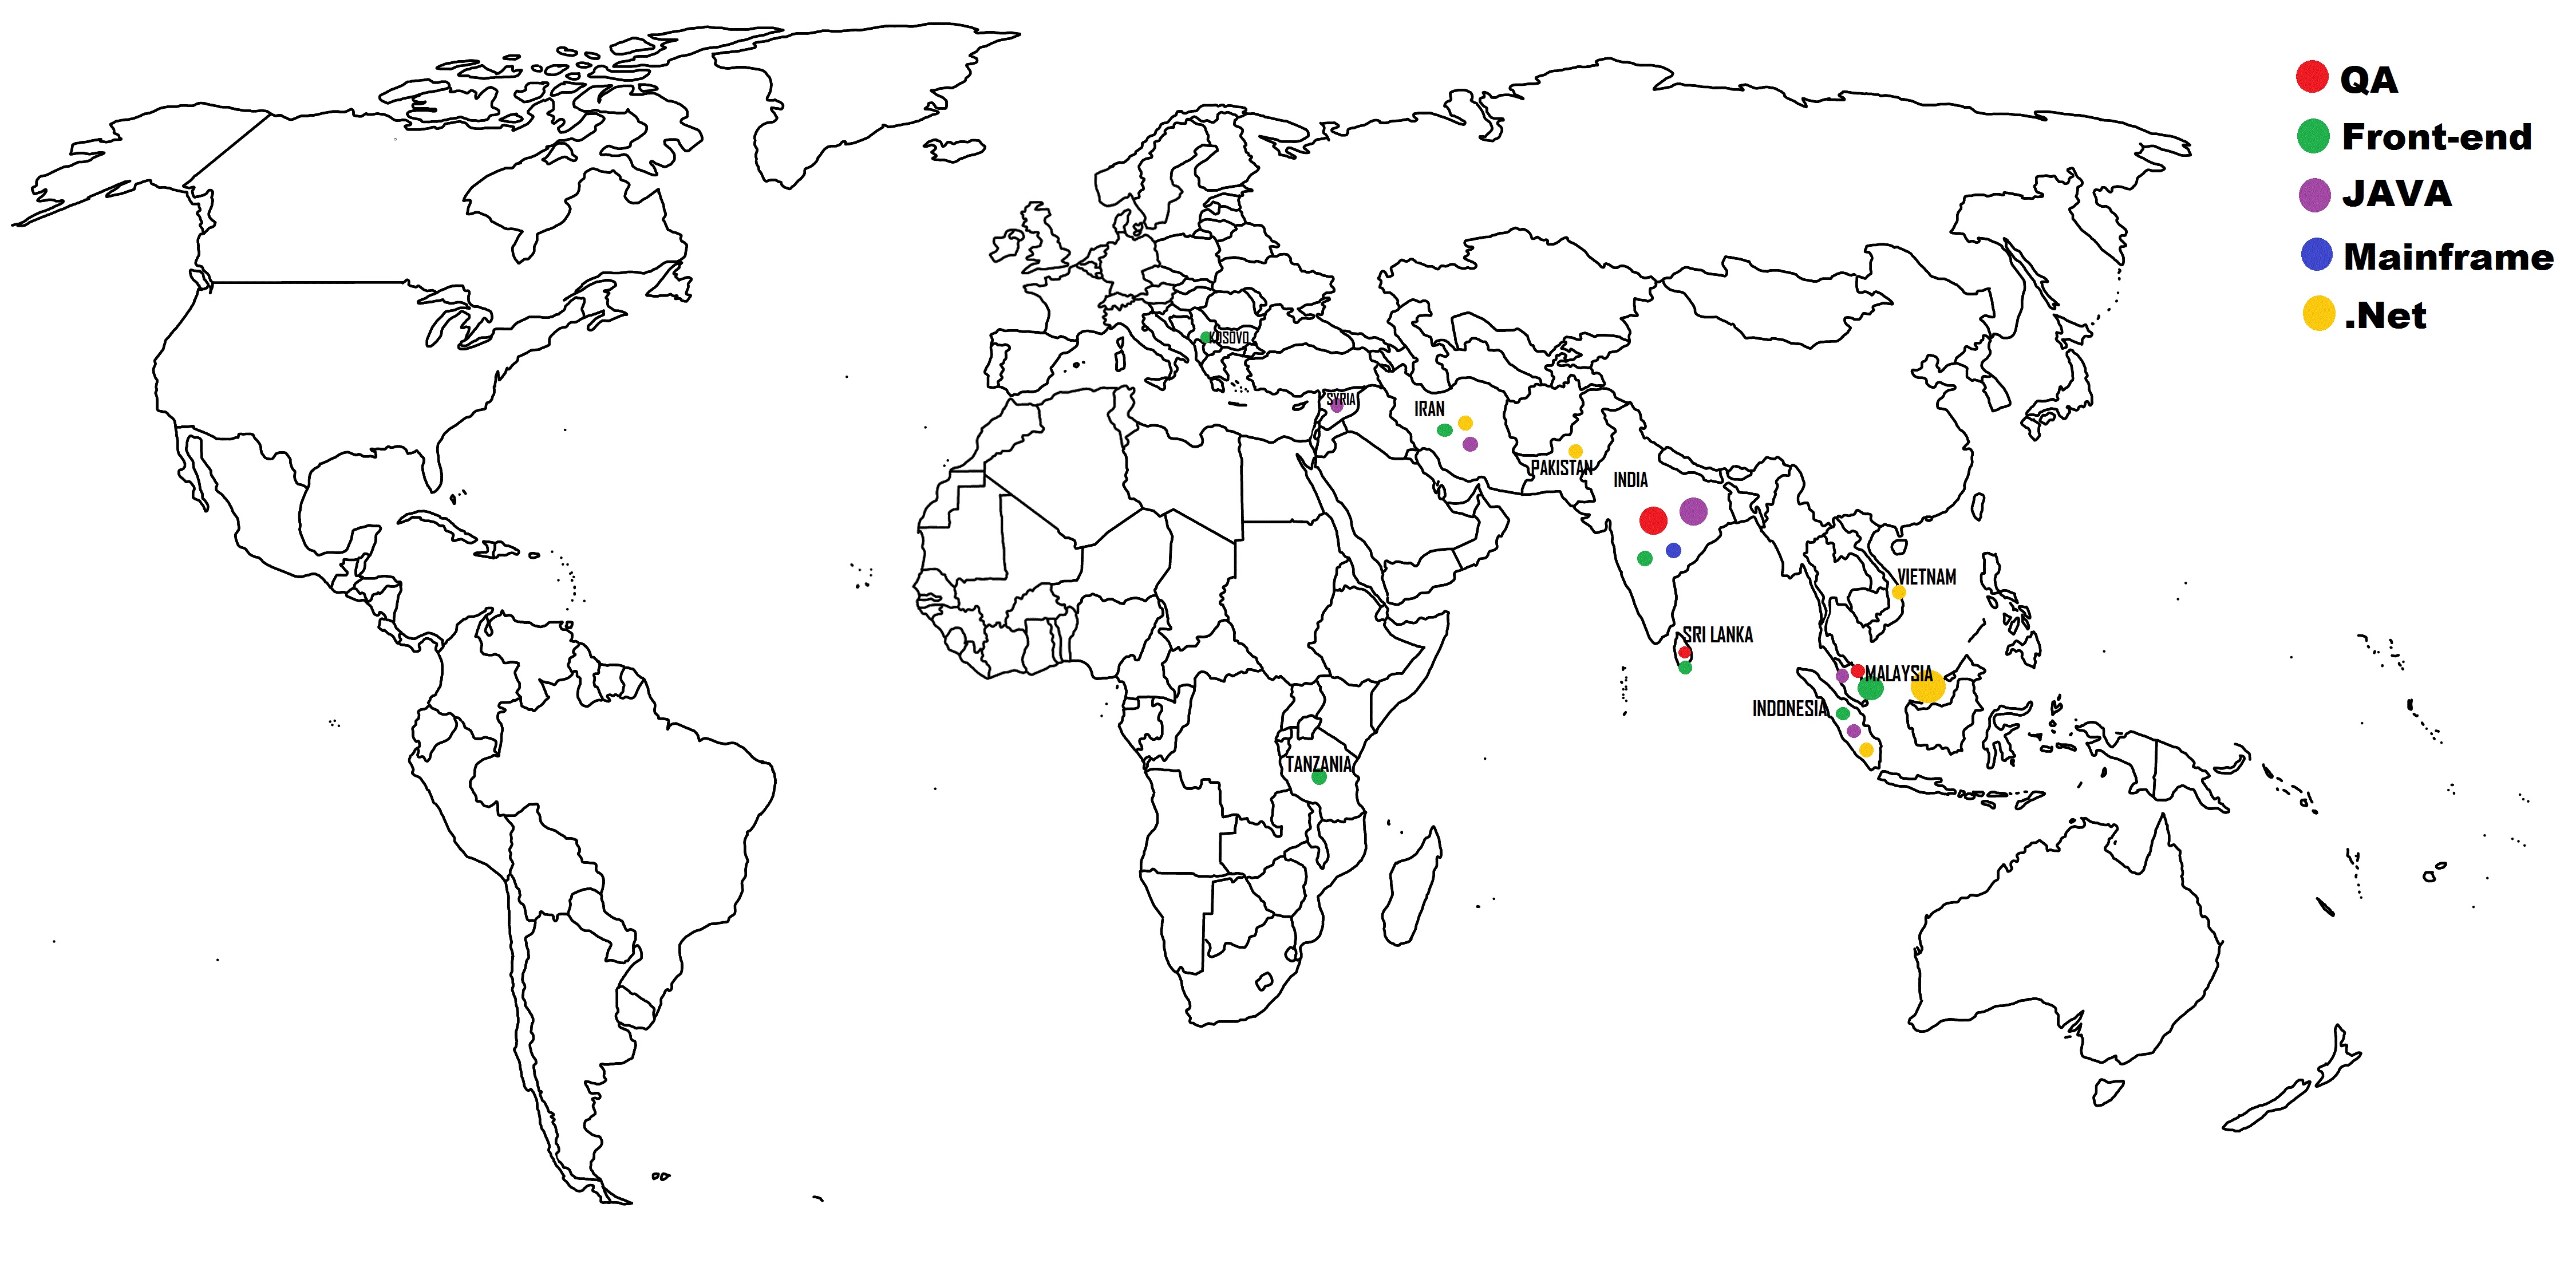 QA
Front-end
JAVA
Mainframe
.Net
KOSOVO
SYRIA
IRAN
PAKISTAN
INDIA
VIETNAM
SRI LANKA
MALAYSIA
INDONESIA
TANZANIA